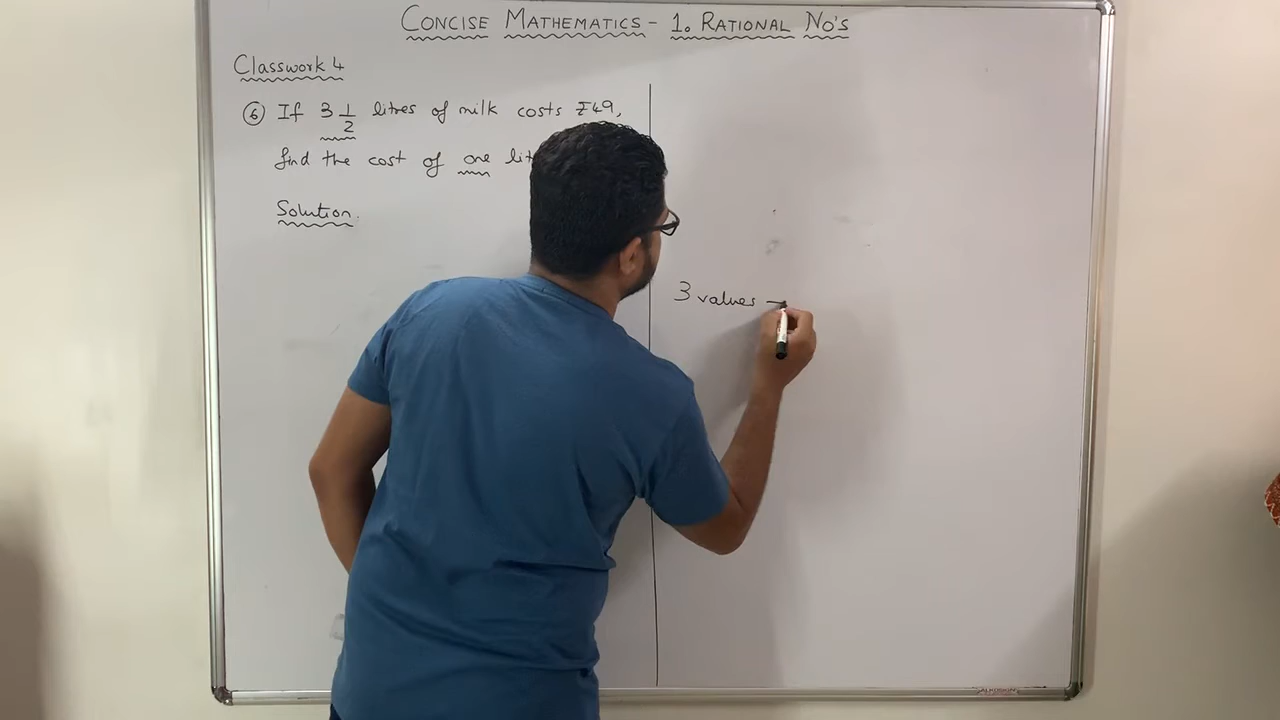 CONCISE MATHEMATICS - 1. RATIONAL NO'S
Classwork 4
6 If 3 1/2 litres of milk costs ₹49,
find the cost of one lit
Solution.
3 values -